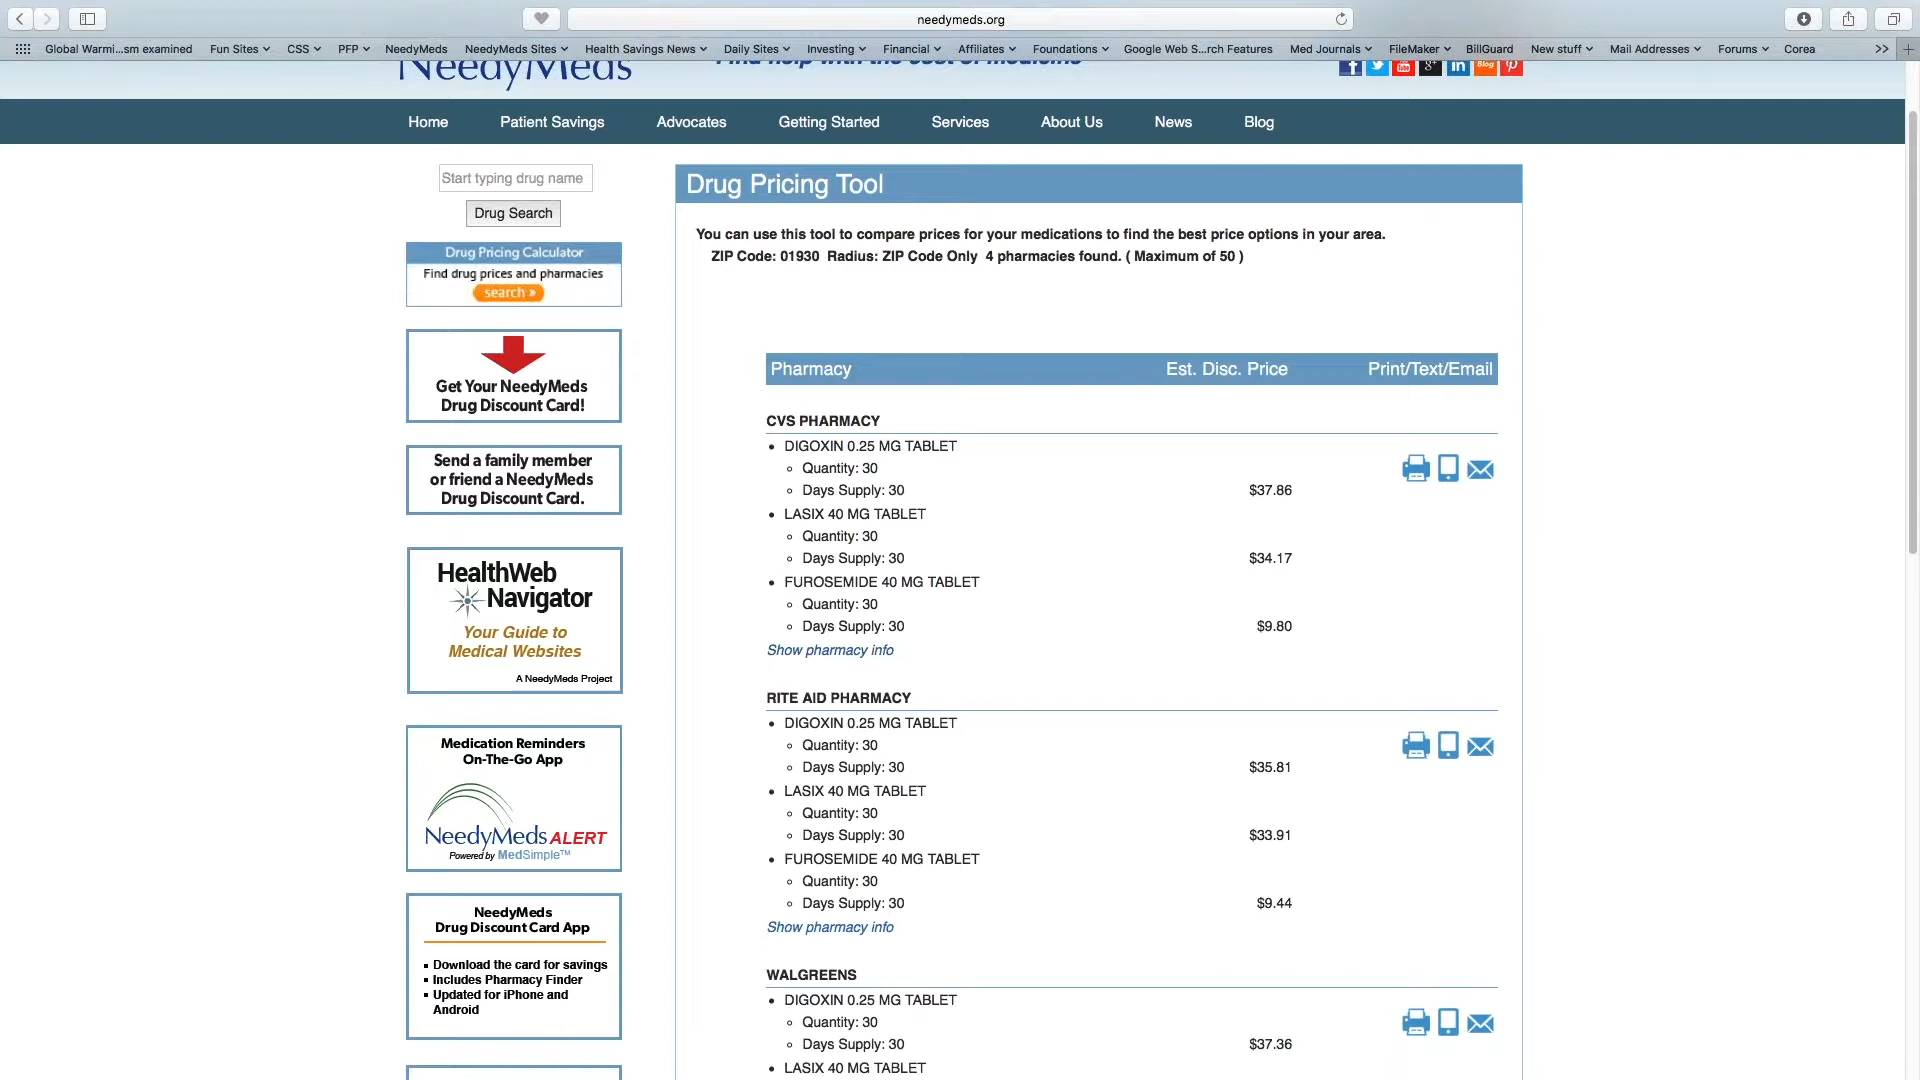 needymeds.org
Global Warmi...sm examined Fun Sites CSS PFP NeedyMeds NeedyMeds Sites Health Savings News Daily Sites Investing Financial Affiliates Foundations Google Web S...rch Features Med Journals FileMaker BillGuard New stuff Mail Addresses Forums Corea >>
NeedyMeds Find help with the cost of medicine
f You Tube g+ in Blog
Home Patient Savings Advocates Getting Started Services About Us News Blog
Start typing drug name
Drug Search
Drug Pricing Calculator
Find drug prices and pharmacies
search »
Get Your NeedyMeds
Drug Discount Card!
Send a family member
or friend a NeedyMeds
Drug Discount Card.
HealthWeb
Navigator
Your Guide to
Medical Websites
A NeedyMeds Project
Medication Reminders
On-The-Go App
NeedyMeds ALERT
Powered by MedSimple™
NeedyMeds
Drug Discount Card App
▪ Download the card for savings
▪ Includes Pharmacy Finder
▪ Updated for iPhone and
Android
Drug Pricing Tool
You can use this tool to compare prices for your medications to find the best price options in your area.
ZIP Code: 01930 Radius: ZIP Code Only 4 pharmacies found. ( Maximum of 50 )
Pharmacy Est. Disc. Price Print/Text/Email
CVS PHARMACY
• DIGOXIN 0.25 MG TABLET
◦ Quantity: 30
◦ Days Supply: 30 $37.86
• LASIX 40 MG TABLET
◦ Quantity: 30
◦ Days Supply: 30 $34.17
• FUROSEMIDE 40 MG TABLET
◦ Quantity: 30
◦ Days Supply: 30 $9.80
Show pharmacy info
RITE AID PHARMACY
• DIGOXIN 0.25 MG TABLET
◦ Quantity: 30
◦ Days Supply: 30 $35.81
• LASIX 40 MG TABLET
◦ Quantity: 30
◦ Days Supply: 30 $33.91
• FUROSEMIDE 40 MG TABLET
◦ Quantity: 30
◦ Days Supply: 30 $9.44
Show pharmacy info
WALGREENS
• DIGOXIN 0.25 MG TABLET
◦ Quantity: 30
◦ Days Supply: 30 $37.36
• LASIX 40 MG TABLET